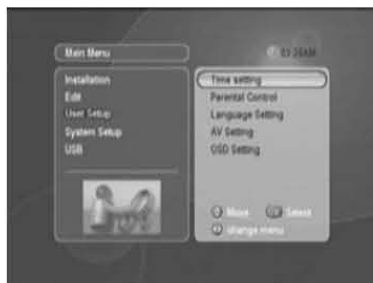 Main Menu
Installation
Edit
User Setup
System Setup
USB
Time setting
Parental Control
Language Setting
AV Setting
OSD Setting
Move
Select
change menu